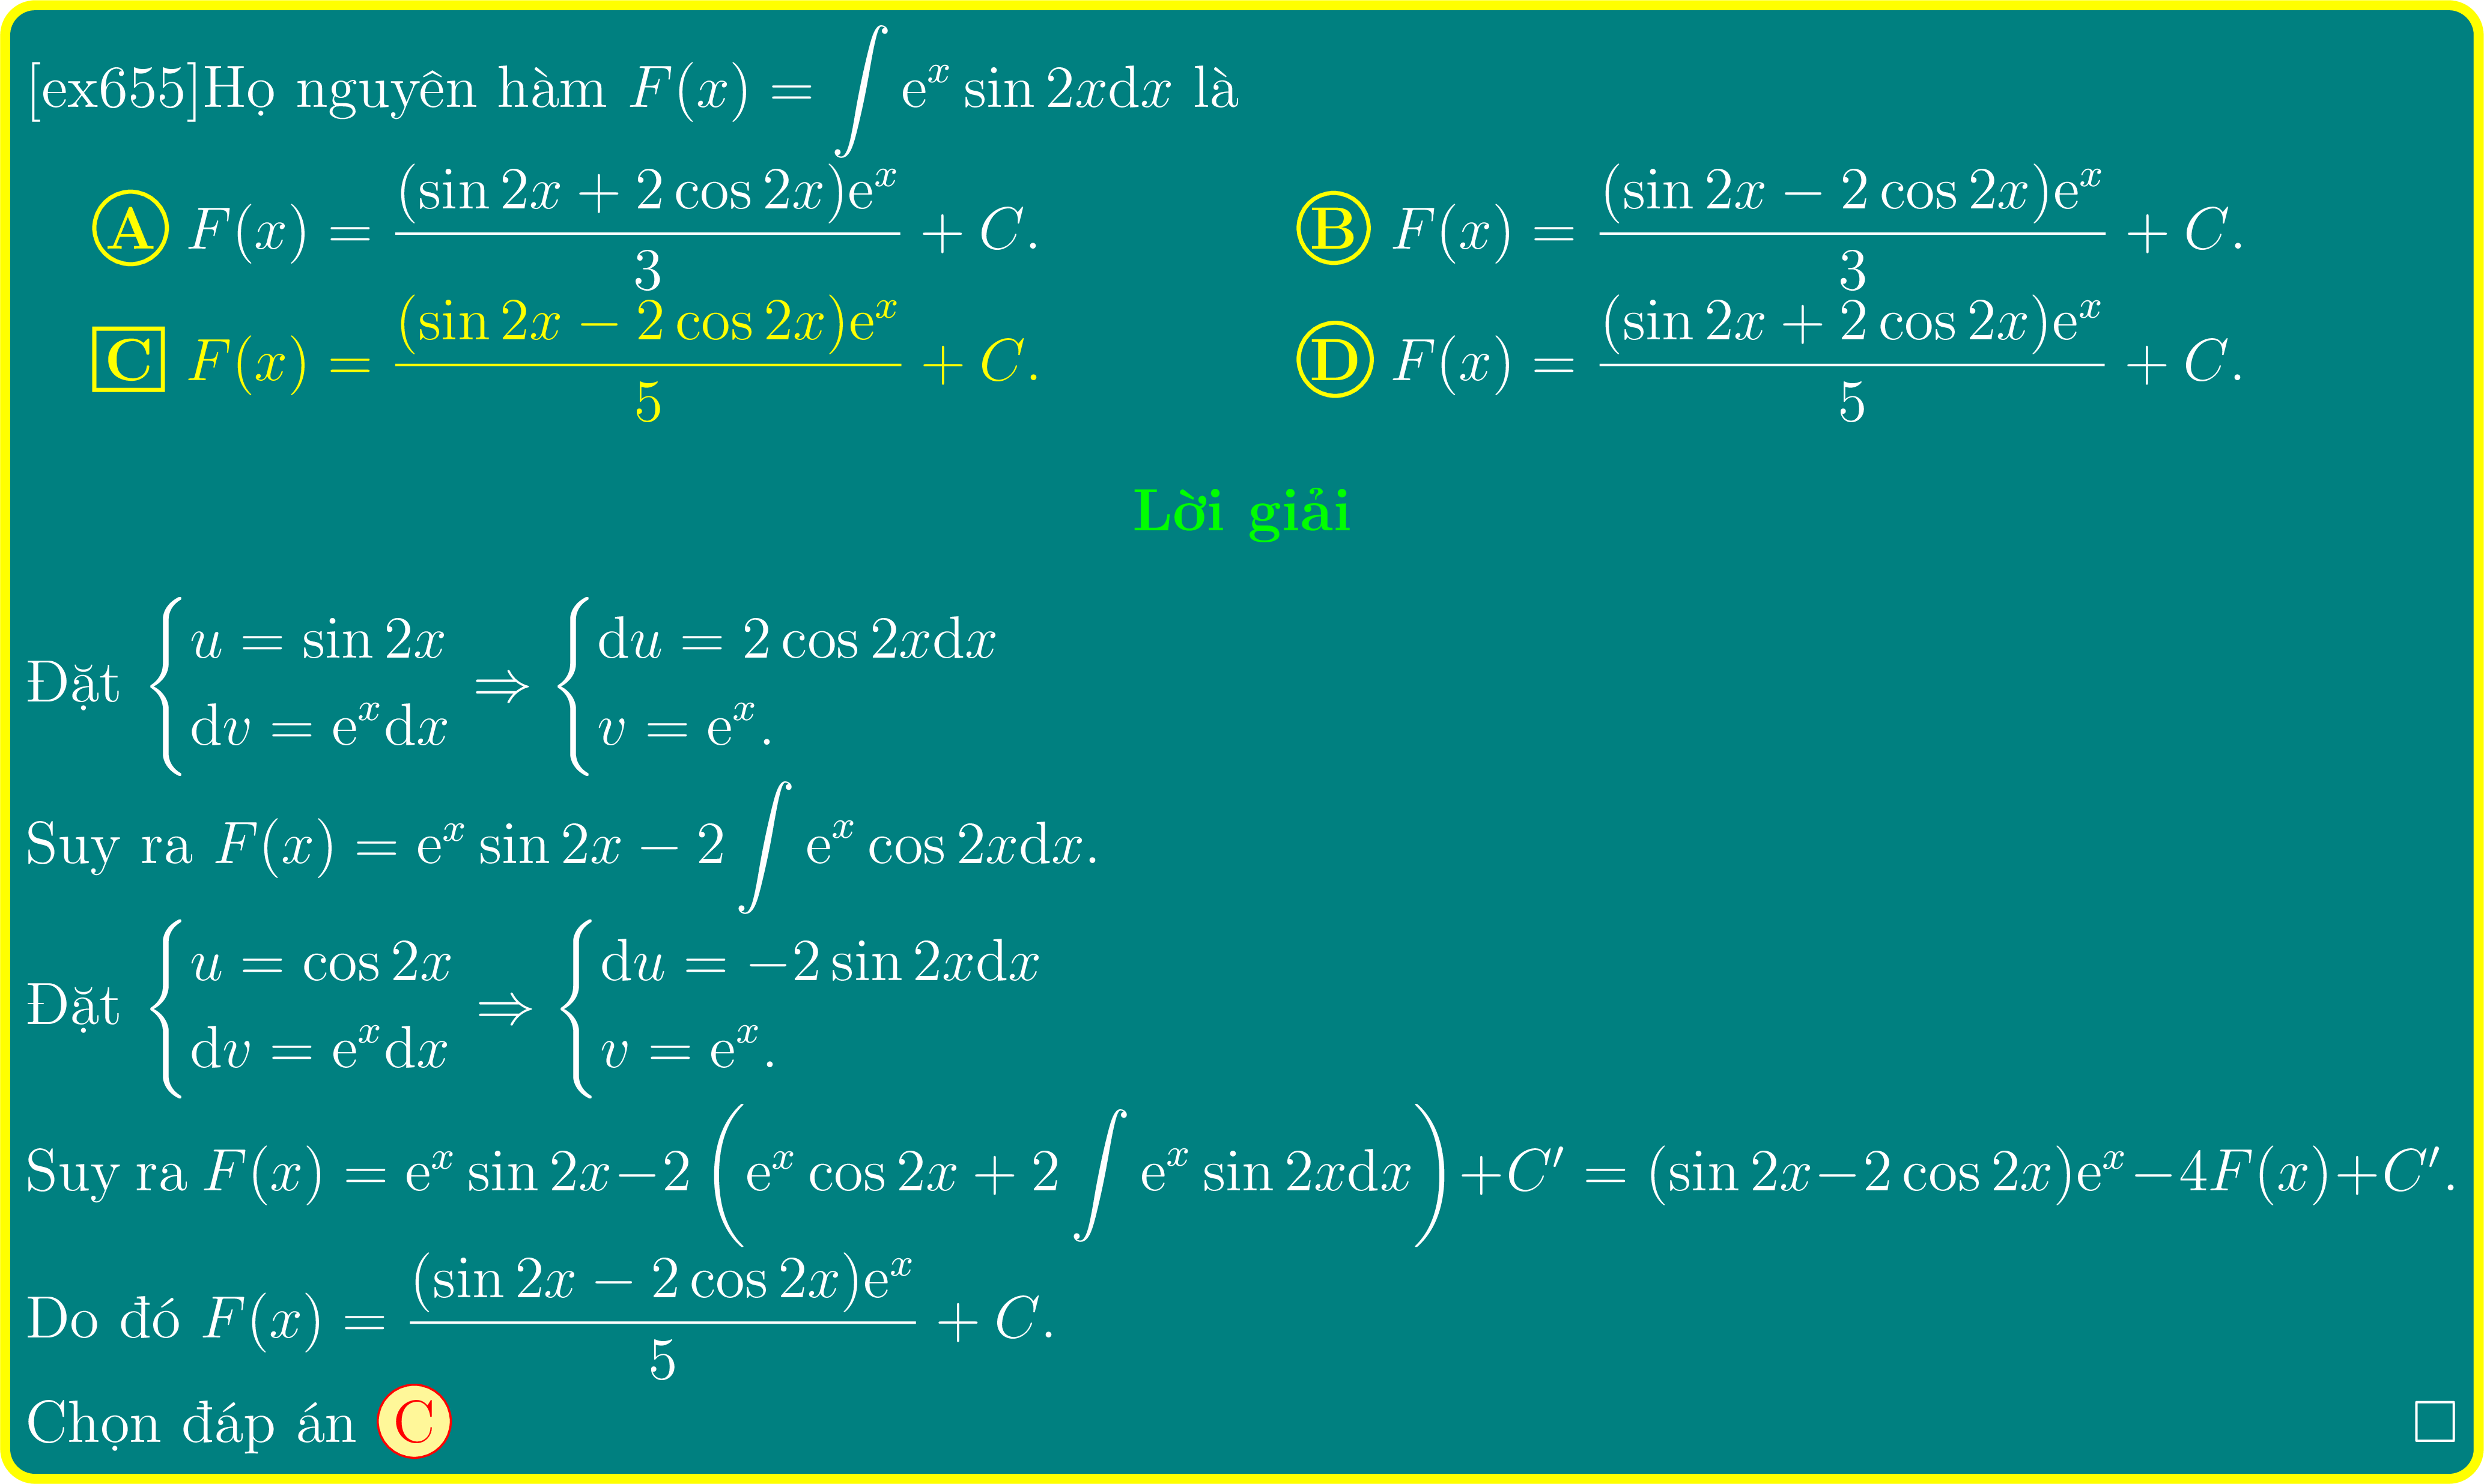 [ex655]Họ nguyên hàm $F(x) = \int \mathrm{e}^x \sin 2x\mathrm{d}x$ là
A $F(x) = \dfrac{(\sin 2x + 2\cos 2x)\mathrm{e}^x}{3} + C.$ B $F(x) = \dfrac{(\sin 2x - 2\cos 2x)\mathrm{e}^x}{3} + C.$
C $F(x) = \dfrac{(\sin 2x - 2\cos 2x)\mathrm{e}^x}{5} + C.$ D $F(x) = \dfrac{(\sin 2x + 2\cos 2x)\mathrm{e}^x}{5} + C.$
Lời giải
Đặt $\begin{cases} u = \sin 2x \\ \mathrm{d}v = \mathrm{e}^x\mathrm{d}x \end{cases} \Rightarrow \begin{cases} \mathrm{d}u = 2\cos 2x\mathrm{d}x \\ v = \mathrm{e}^x. \end{cases}$
Suy ra $F(x) = \mathrm{e}^x \sin 2x - 2\int \mathrm{e}^x \cos 2x\mathrm{d}x.$
Đặt $\begin{cases} u = \cos 2x \\ \mathrm{d}v = \mathrm{e}^x\mathrm{d}x \end{cases} \Rightarrow \begin{cases} \mathrm{d}u = -2\sin 2x\mathrm{d}x \\ v = \mathrm{e}^x. \end{cases}$
Suy ra $F(x) = \mathrm{e}^x \sin 2x - 2\left(\mathrm{e}^x \cos 2x + 2\int \mathrm{e}^x \sin 2x\mathrm{d}x\right) + C' = (\sin 2x - 2\cos 2x)\mathrm{e}^x - 4F(x) + C'.$
Do đó $F(x) = \dfrac{(\sin 2x - 2\cos 2x)\mathrm{e}^x}{5} + C.$
Chọn đáp án C □